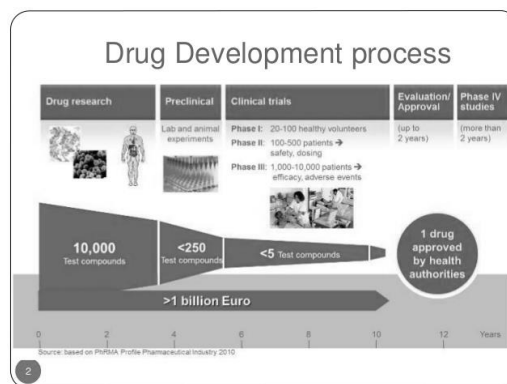 Drug Development process
Drug research
Preclinical
Clinical trials
Evaluation/
Approval
Phase IV
studies
Lab and animal
experiments
Phase I: 20-100 healthy volunteers
Phase II: 100-500 patients →
safety, dosing
Phase III: 1,000-10,000 patients →
efficacy, adverse events
(up to
2 years)
(more than
2 years)
10,000
Test compounds
<250
Test compounds
<5 Test compounds
1 drug
approved
by health
authorities
>1 billion Euro
0 2 4 6 8 10 12 Years
Source: based on PhRMA Profile Pharmaceutical Industry 2010
2